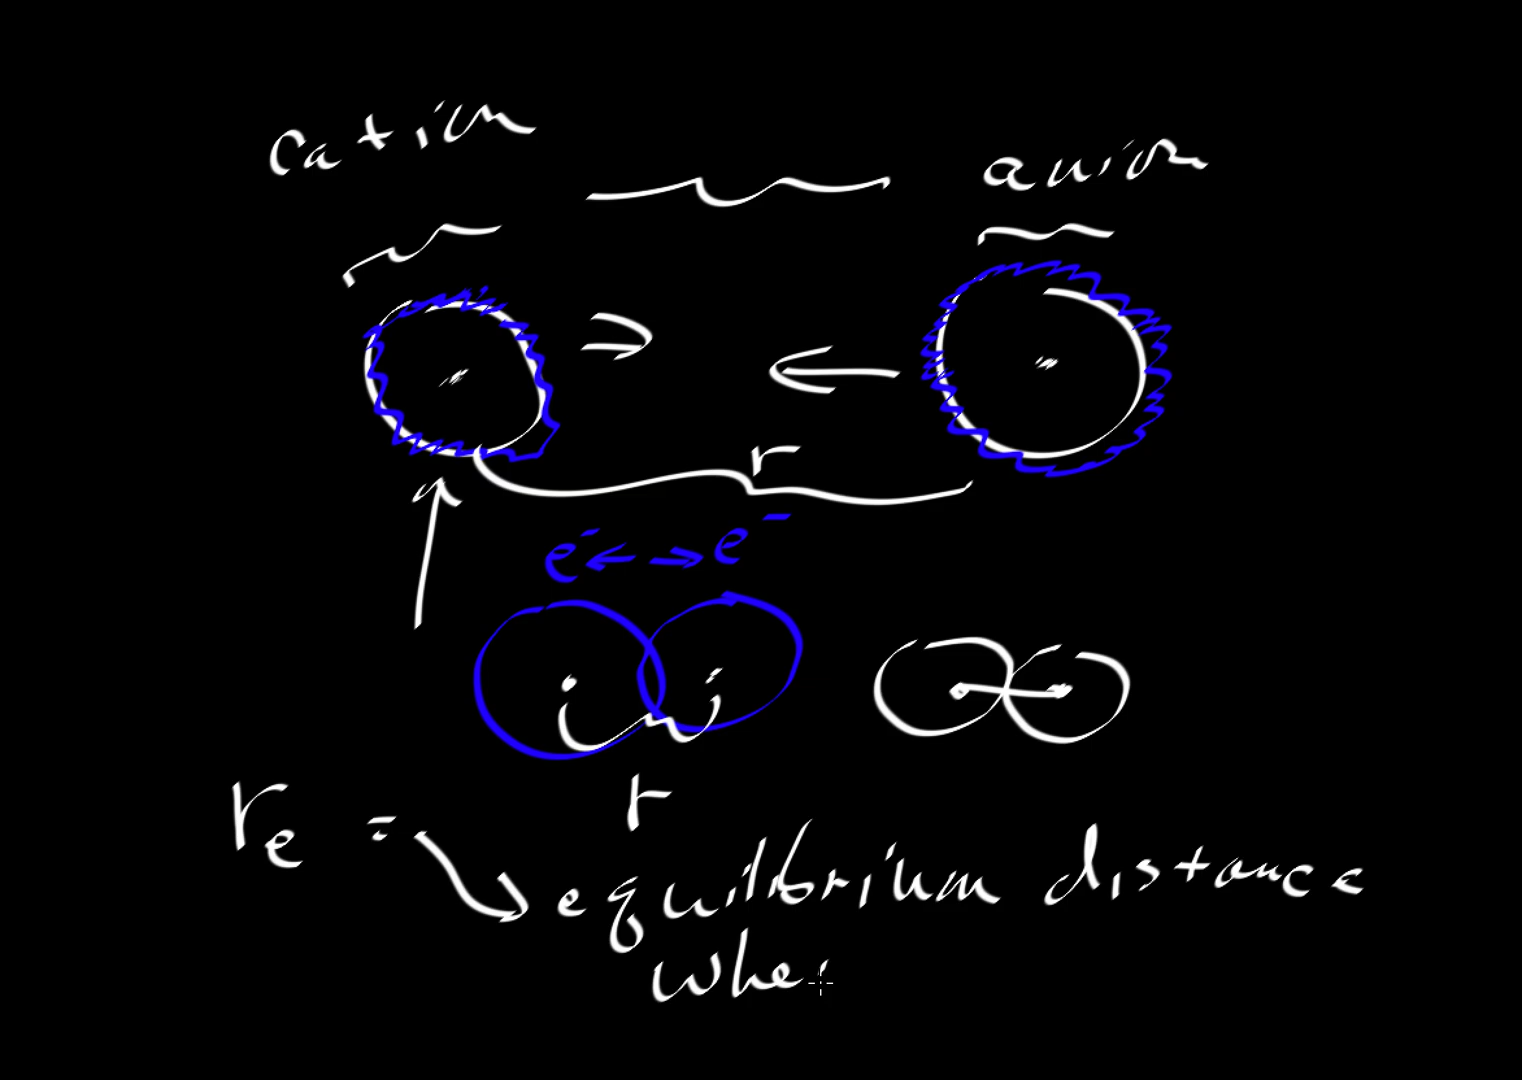 cation
anion
r
e⁻ ← → e⁻
r
rₑ = equilibrium distance
whe